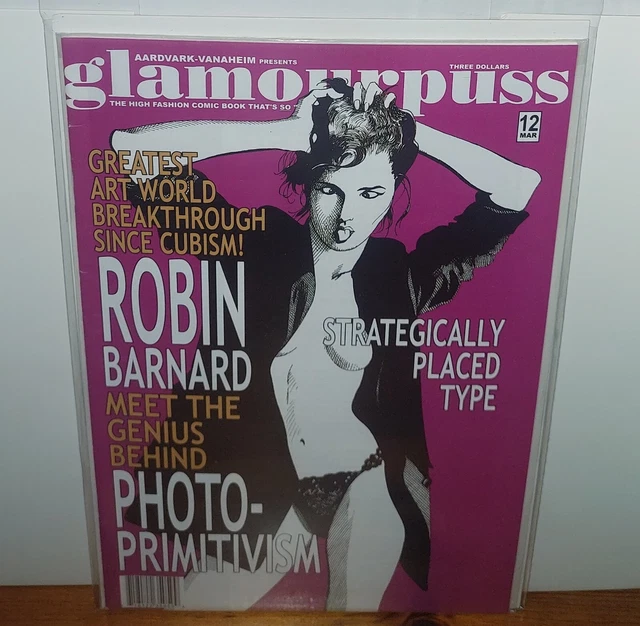 AARDVARK-VANAHEIM PRESENTS
THREE DOLLARS
glamourpuss
THE HIGH FASHION COMIC BOOK THAT'S SO
12
MAR
GREATEST
ART WORLD
BREAKTHROUGH
SINCE CUBISM!
ROBIN
BARNARD
MEET THE
GENIUS
BEHIND
PHOTO-
PRIMITIVISM
STRATEGICALLY
PLACED
TYPE